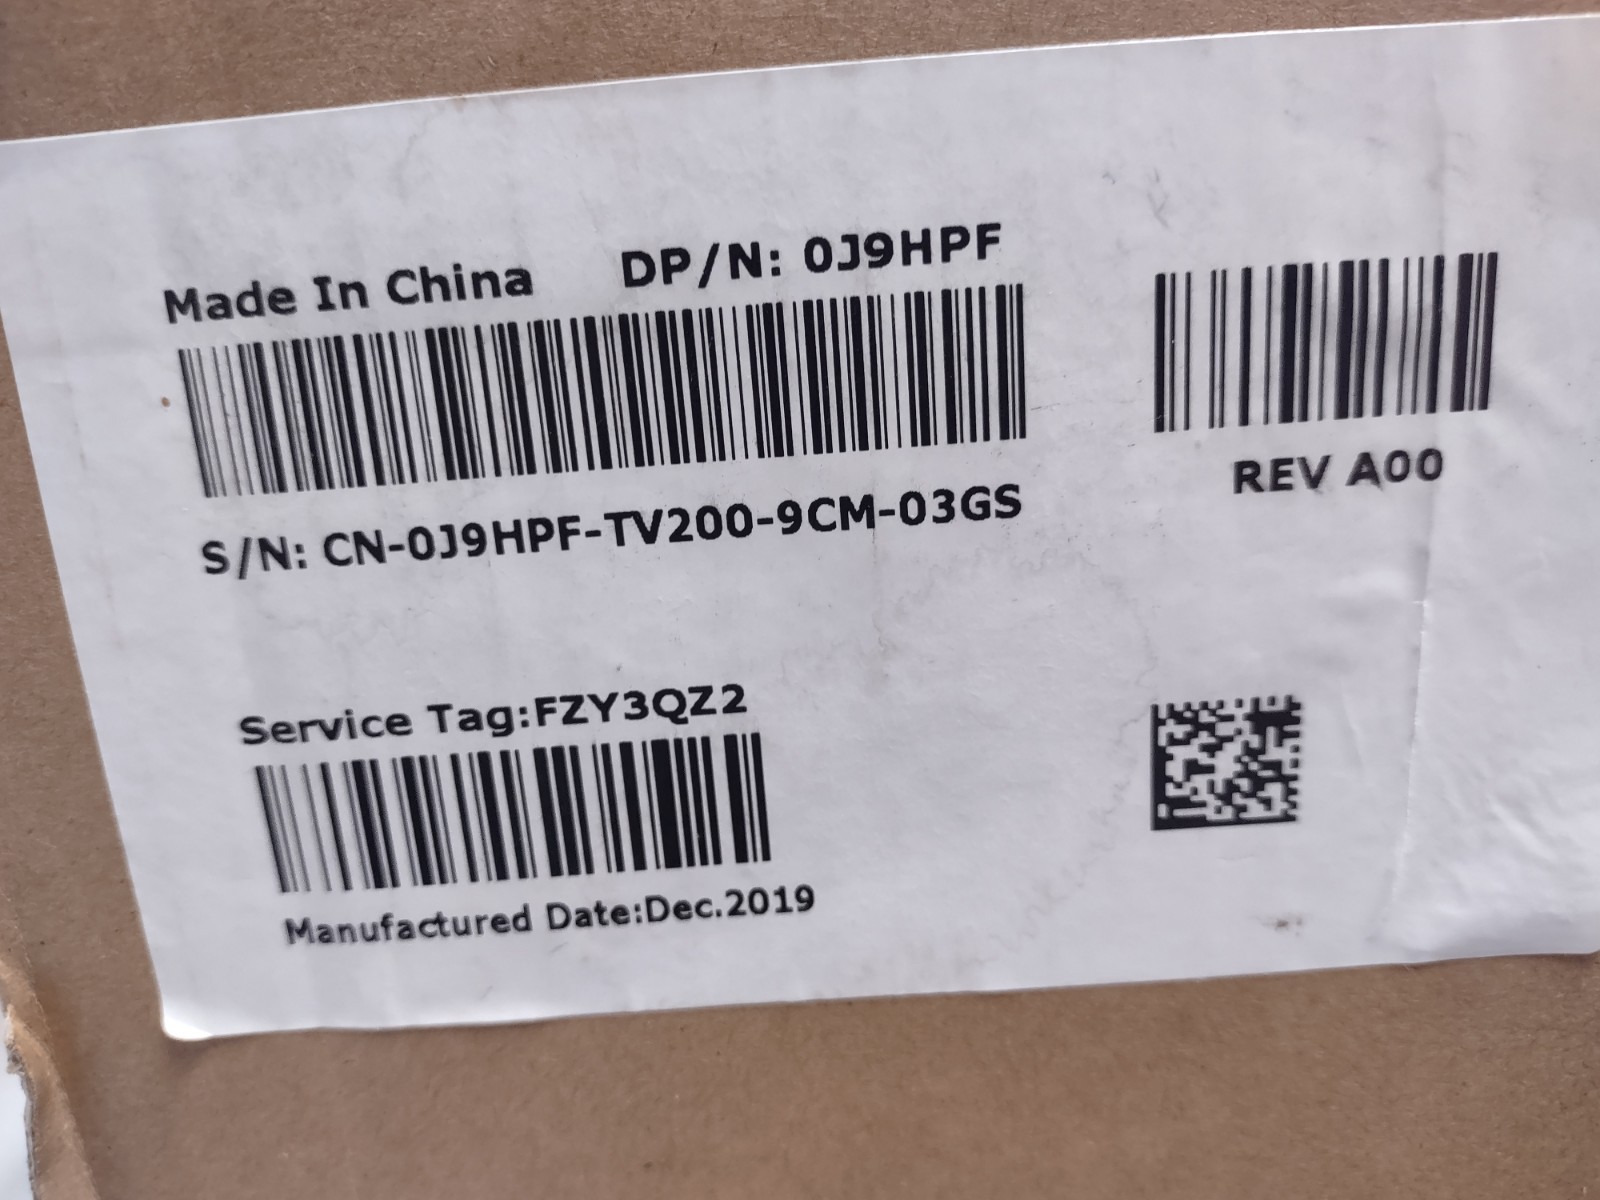 Made In China DP/N: 0J9HPF
S/N: CN-0J9HPF-TV200-9CM-03GS
REV A00
Service Tag:FZY3QZ2
Manufactured Date:Dec.2019